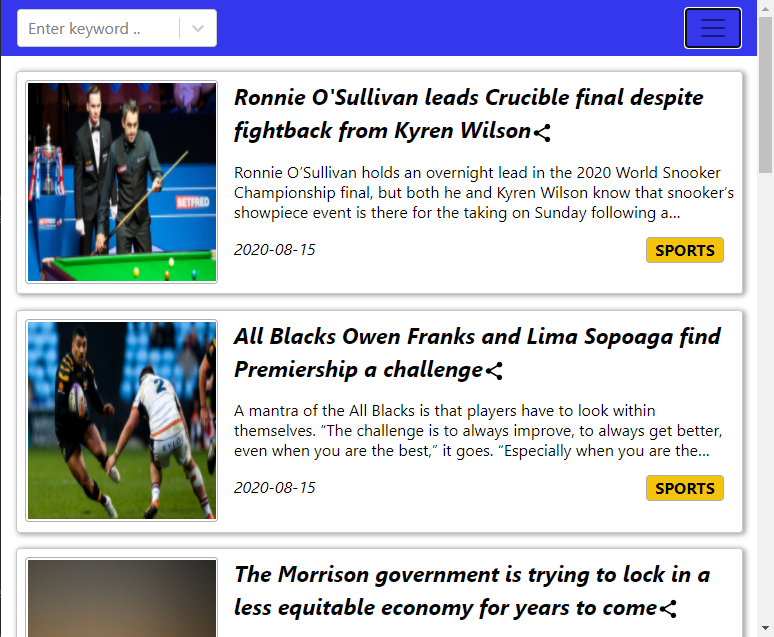 Enter keyword ..
Ronnie O'Sullivan leads Crucible final despite
fightback from Kyren Wilson
BETFRED
Ronnie O’Sullivan holds an overnight lead in the 2020 World Snooker
Championship final, but both he and Kyren Wilson know that snooker’s
showpiece event is there for the taking on Sunday following a...
2020-08-15
SPORTS
All Blacks Owen Franks and Lima Sopoaga find
Premiership a challenge
2
A mantra of the All Blacks is that players have to look within
themselves. “The challenge is to always improve, to always get better,
even when you are the best,” it goes. “Especially when you are the...
2020-08-15
SPORTS
The Morrison government is trying to lock in a
less equitable economy for years to come